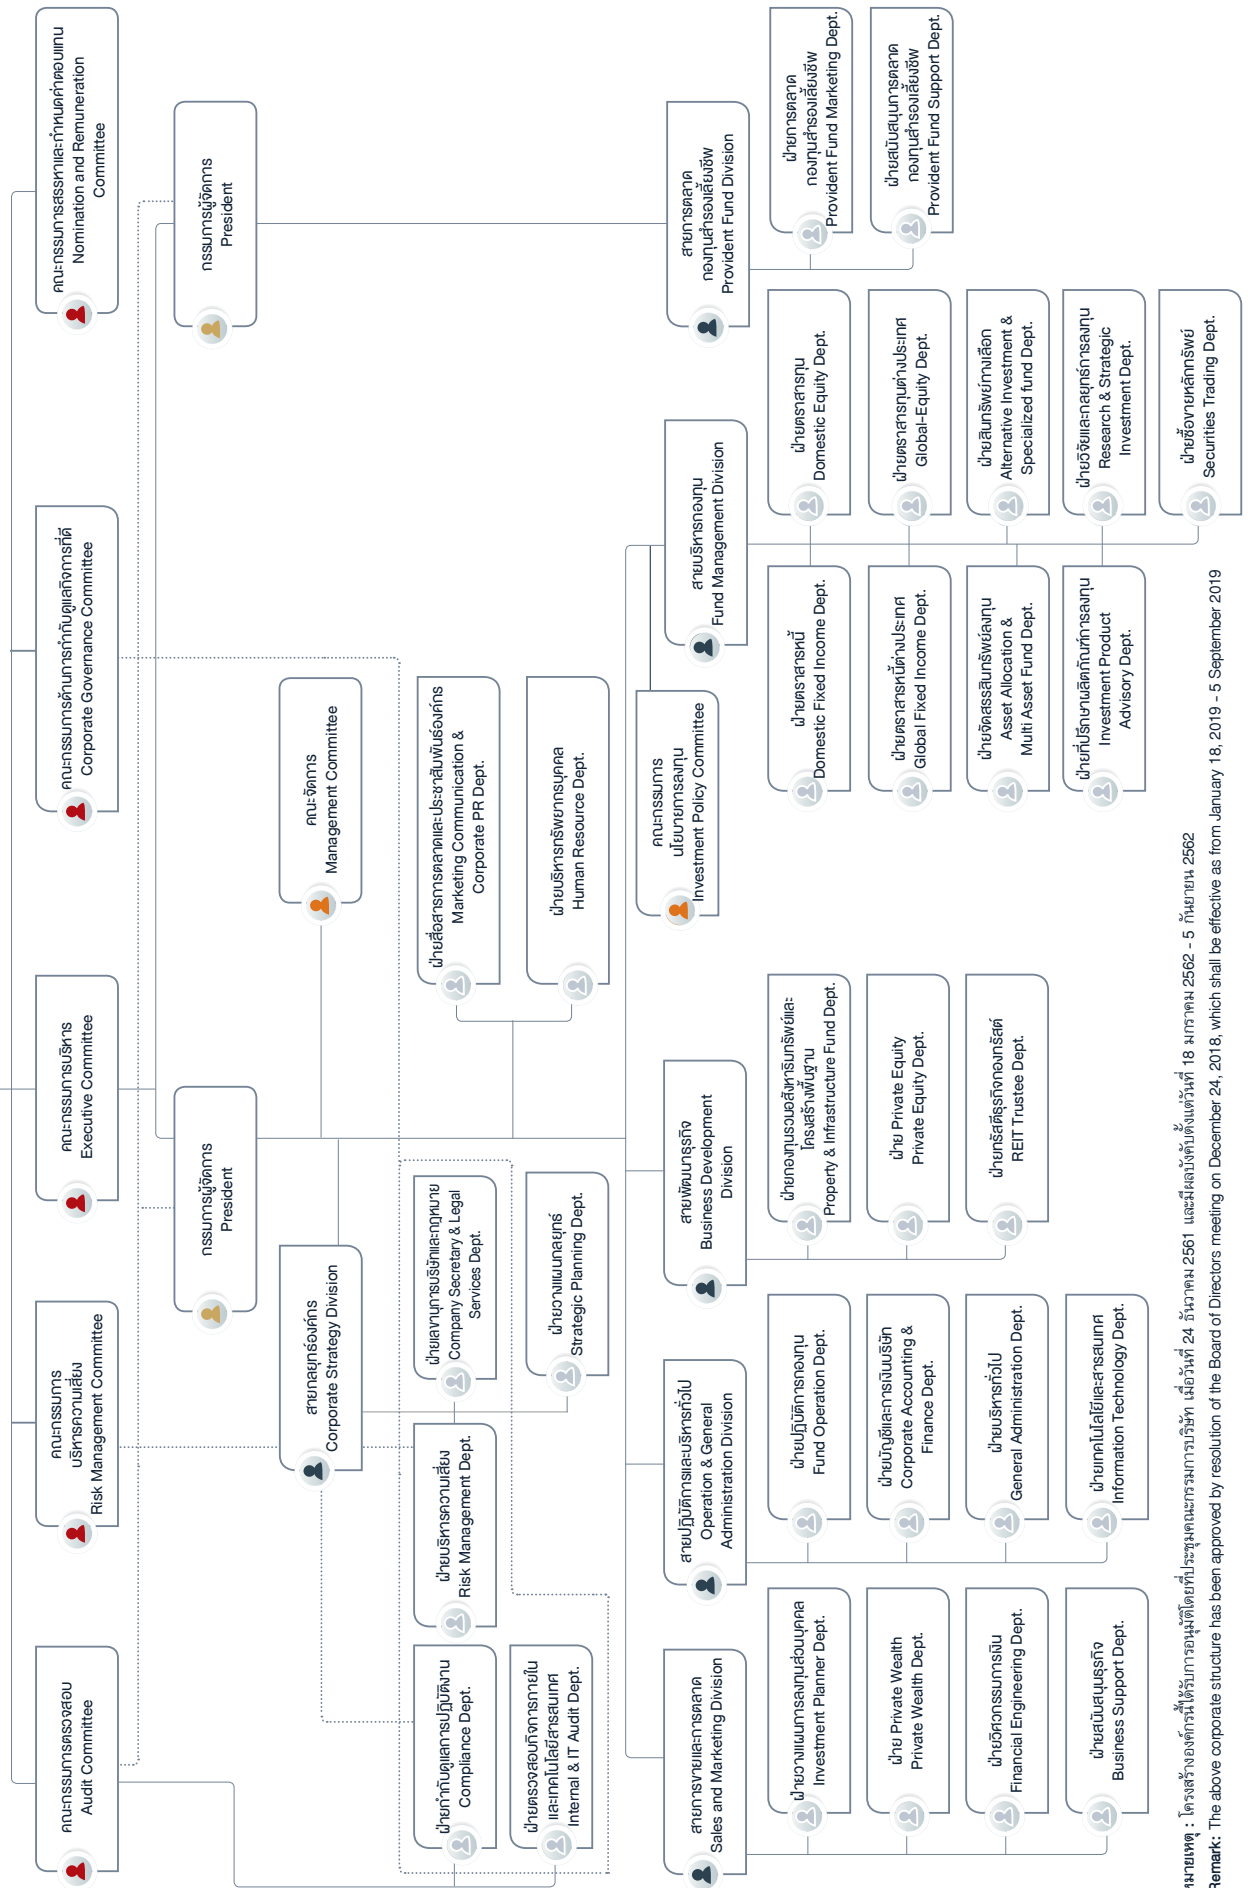 คณะกรรมการตรวจสอบ
Audit Committee
คณะกรรมการ
บริหารความเสี่ยง
Risk Management Committee
คณะกรรมการบริหาร
Executive Committee
คณะกรรมการด้านการกำกับดูแลกิจการที่ดี
Corporate Governance Committee
คณะกรรมการสรรหาและกำหนดค่าตอบแทน
Nomination and Remuneration
Committee
กรรมการผู้จัดการ
President
กรรมการผู้จัดการ
President
สายกลยุทธ์องค์กร
Corporate Strategy Division
คณะจัดการ
Management Committee
ฝ่ายกำกับดูแลการปฏิบัติงาน
Compliance Dept.
ฝ่ายบริหารความเสี่ยง
Risk Management Dept.
ฝ่ายเลขานุการบริษัทและกฎหมาย
Company Secretary & Legal
Services Dept.
ฝ่ายสื่อสารการตลาดและประชาสัมพันธ์องค์กร
Marketing Communication &
Corporate PR Dept.
ฝ่ายตรวจสอบกิจการภายใน
และเทคโนโลยีสารสนเทศ
Internal & IT Audit Dept.
ฝ่ายวางแผนกลยุทธ์
Strategic Planning Dept.
ฝ่ายบริหารทรัพยากรบุคคล
Human Resource Dept.
สายการขายและการตลาด
Sales and Marketing Division
สายปฏิบัติการและบริหารทั่วไป
Operation & General
Administration Division
สายพัฒนาธุรกิจ
Business Development
Division
คณะกรรมการ
นโยบายการลงทุน
Investment Policy Committee
สายบริหารกองทุน
Fund Management Division
สายการตลาด
กองทุนสำรองเลี้ยงชีพ
Provident Fund Division
ฝ่ายวางแผนการลงทุนส่วนบุคคล
Investment Planner Dept.
ฝ่าย Private Wealth
Private Wealth Dept.
ฝ่ายวิศวกรรมการเงิน
Financial Engineering Dept.
ฝ่ายสนับสนุนธุรกิจ
Business Support Dept.
ฝ่ายปฏิบัติการกองทุน
Fund Operation Dept.
ฝ่ายบัญชีและการเงินบริษัท
Corporate Accounting &
Finance Dept.
ฝ่ายบริหารทั่วไป
General Administration Dept.
ฝ่ายเทคโนโลยีและสารสนเทศ
Information Technology Dept.
ฝ่ายกองทุนรวมอสังหาริมทรัพย์และ
โครงสร้างพื้นฐาน
Property & Infrastructure Fund Dept.
ฝ่าย Private Equity
Private Equity Dept.
ฝ่ายทรัสตีธุรกิจกองทรัสต์
REIT Trustee Dept.
ฝ่ายตราสารหนี้
Domestic Fixed Income Dept.
ฝ่ายตราสารหนี้ต่างประเทศ
Global Fixed Income Dept.
ฝ่ายจัดสรรสินทรัพย์ลงทุน
Asset Allocation &
Multi Asset Fund Dept.
ฝ่ายที่ปรึกษาผลิตภัณฑ์การลงทุน
Investment Product
Advisory Dept.
ฝ่ายตราสารทุน
Domestic Equity Dept.
ฝ่ายตราสารทุนต่างประเทศ
Global-Equity Dept.
ฝ่ายสินทรัพย์ทางเลือก
Alternative Investment &
Specialized fund Dept.
ฝ่ายวิจัยและกลยุทธ์การลงทุน
Research & Strategic
Investment Dept.
ฝ่ายซื้อขายหลักทรัพย์
Securities Trading Dept.
ฝ่ายการตลาด
กองทุนสำรองเลี้ยงชีพ
Provident Fund Marketing Dept.
ฝ่ายสนับสนุนการตลาด
กองทุนสำรองเลี้ยงชีพ
Provident Fund Support Dept.
หมายเหตุ : โครงสร้างองค์กรนี้ได้รับการอนุมัติโดยที่ประชุมคณะกรรมการบริษัท เมื่อวันที่ 24 ธันวาคม 2561 และมีผลบังคับตั้งแต่วันที่ 18 มกราคม 2562 - 5 กันยายน 2562
Remark: The above corporate structure has been approved by resolution of the Board of Directors meeting on December 24, 2018, which shall be effective as from January 18, 2019 - 5 September 2019